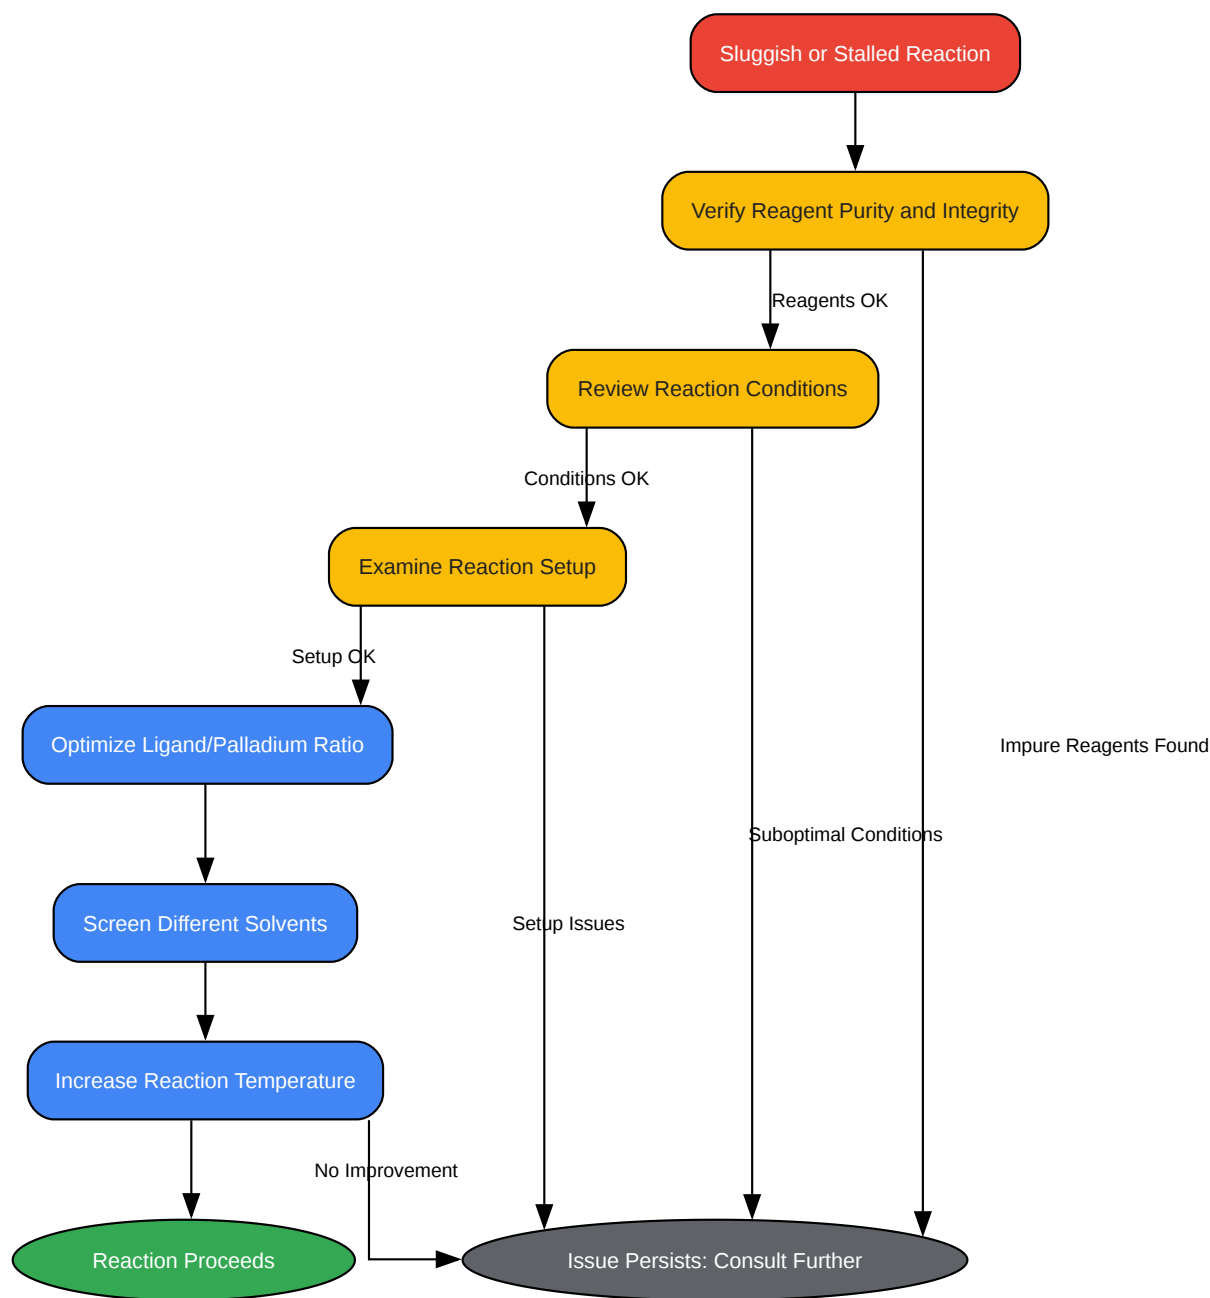 Sluggish or Stalled Reaction
Verify Reagent Purity and Integrity
Reagents OK
Review Reaction Conditions
Conditions OK
Examine Reaction Setup
Setup OK
Optimize Ligand/Palladium Ratio
Impure Reagents Found
Suboptimal Conditions
Screen Different Solvents
Setup Issues
Increase Reaction Temperature
No Improvement
Reaction Proceeds
Issue Persists: Consult Further